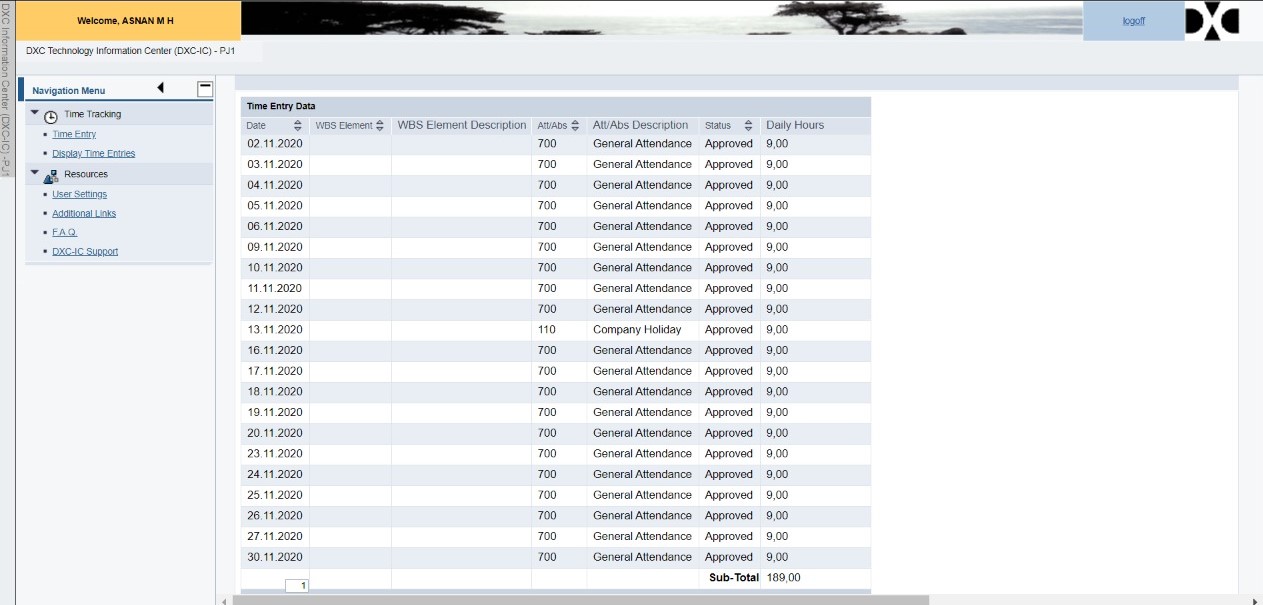 DXC Information Center (DXC-IC) - PJ1
Welcome, ASNAN M H
logoff
DXC
DXC Technology Information Center (DXC-IC) - PJ1
Navigation Menu
Time Tracking
Time Entry
Display Time Entries
Resources
User Settings
Additional Links
F.A.Q.
DXC-IC Support
Time Entry Data
Date WBS Element WBS Element Description Att/Abs Att/Abs Description Status Daily Hours
02.11.2020 700 General Attendance Approved 9,00
03.11.2020 700 General Attendance Approved 9,00
04.11.2020 700 General Attendance Approved 9,00
05.11.2020 700 General Attendance Approved 9,00
06.11.2020 700 General Attendance Approved 9,00
09.11.2020 700 General Attendance Approved 9,00
10.11.2020 700 General Attendance Approved 9,00
11.11.2020 700 General Attendance Approved 9,00
12.11.2020 700 General Attendance Approved 9,00
13.11.2020 110 Company Holiday Approved 9,00
16.11.2020 700 General Attendance Approved 9,00
17.11.2020 700 General Attendance Approved 9,00
18.11.2020 700 General Attendance Approved 9,00
19.11.2020 700 General Attendance Approved 9,00
20.11.2020 700 General Attendance Approved 9,00
23.11.2020 700 General Attendance Approved 9,00
24.11.2020 700 General Attendance Approved 9,00
25.11.2020 700 General Attendance Approved 9,00
26.11.2020 700 General Attendance Approved 9,00
27.11.2020 700 General Attendance Approved 9,00
30.11.2020 700 General Attendance Approved 9,00
Sub-Total 189,00
1